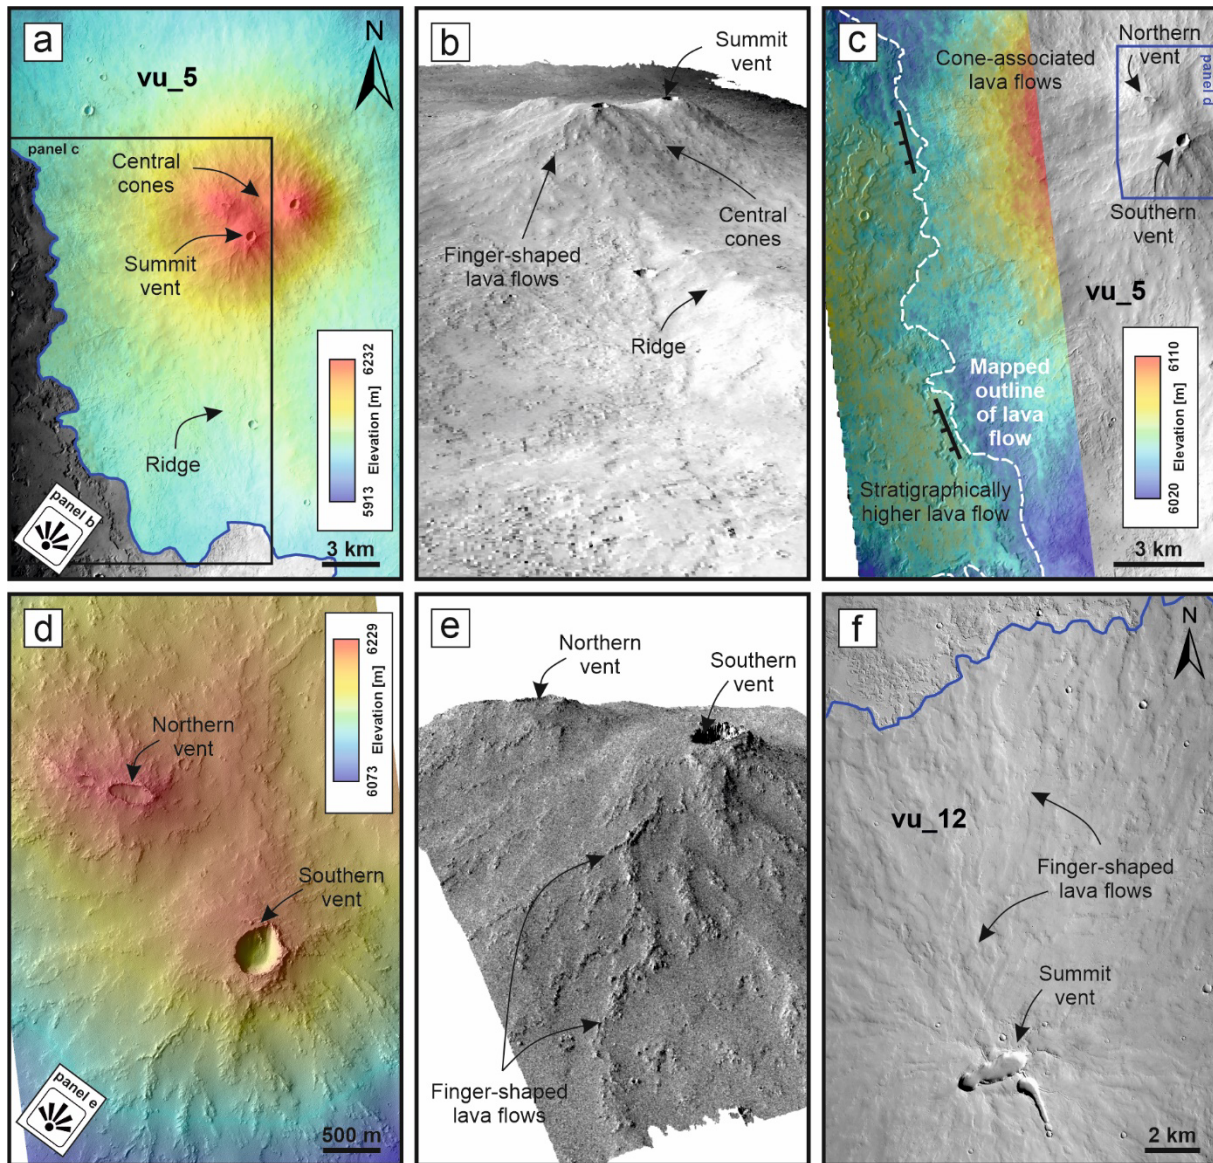 a
N
vu_5
panel c
Central
cones
Summit
vent
Ridge
6232
Elevation [m]
5913
panel b
3 km
b
Summit
vent
Finger-shaped
lava flows
Central
cones
Ridge
c
Cone-associated
lava flows
Northern
vent
panel d
Southern
vent
vu_5
Mapped
outline
of lava
flow
Stratigraphically
higher lava flow
6110
Elevation [m]
6020
3 km
d
6229
Elevation [m]
6073
Northern
vent
Southern
vent
panel e
500 m
e
Northern
vent
Southern
vent
Finger-shaped
lava flows
f
N
vu_12
Finger-shaped
lava flows
Summit
vent
2 km